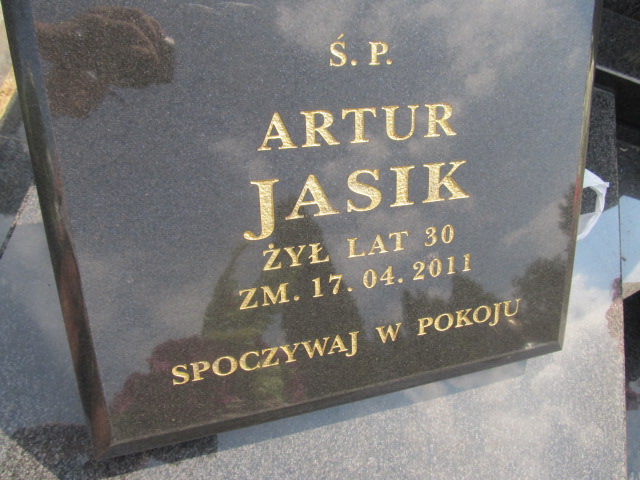 Ś. P.
ARTUR
JASIK
ŻYŁ LAT 30
ZM. 17. 04. 2011
SPOCZYWAJ W POKOJU